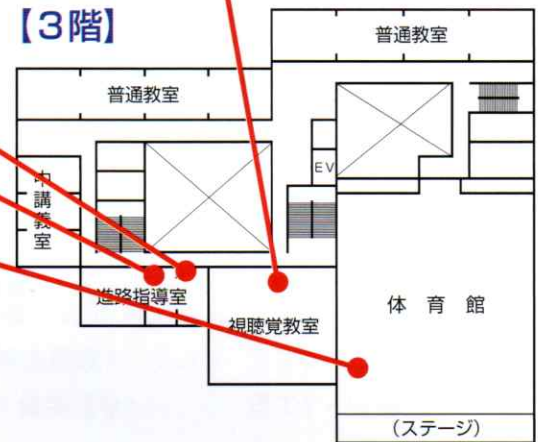 【3階】
普通教室
普通教室
EV
中講義室
進路指導室
視聴覚教室
体育館
(ステージ)